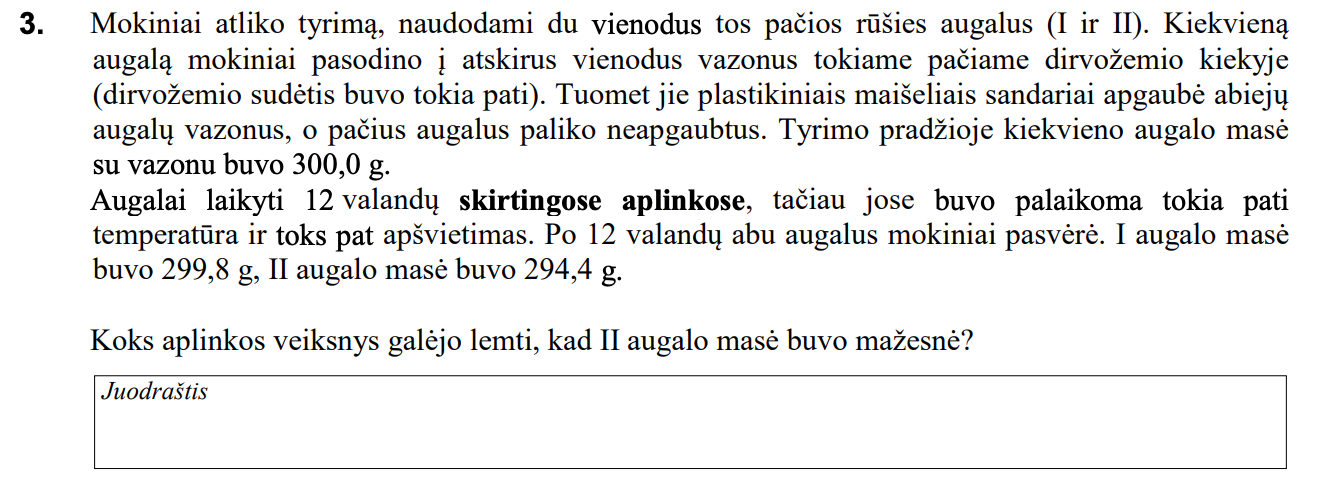 3. Mokiniai atliko tyrimą, naudodami du vienodus tos pačios rūšies augalus (I ir II). Kiekvieną
augalą mokiniai pasodino į atskirus vienodus vazonus tokiame pačiame dirvožemio kiekyje
(dirvožemio sudėtis buvo tokia pati). Tuomet jie plastikiniais maišeliais sandariai apgaubė abiejų
augalų vazonus, o pačius augalus paliko neapgaubtus. Tyrimo pradžioje kiekvieno augalo masė
su vazonu buvo 300,0 g.
Augalai laikyti 12 valandų skirtingose aplinkose, tačiau jose buvo palaikoma tokia pati
temperatūra ir toks pat apšvietimas. Po 12 valandų abu augalus mokiniai pasvėrė. I augalo masė
buvo 299,8 g, II augalo masė buvo 294,4 g.
Koks aplinkos veiksnys galėjo lemti, kad II augalo masė buvo mažesnė?
Juodraštis